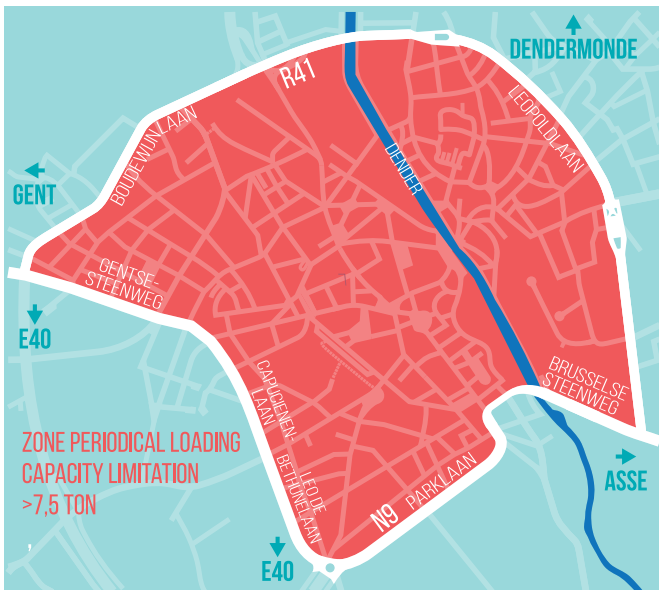 DENDERMONDE
R41
LEOPOLDLAAN
BOUDEWIJNLAAN
DENDER
GENT
GENTSE-
STEENWEG
E40
BRUSSELSE
STEENWEG
CAPUCIENEN-
LAAN
ZONE PERIODICAL LOADING
CAPACITY LIMITATION
>7,5 TON
LEO DE
BETHUNELAAN
N9 PARKLAAN
ASSE
E40